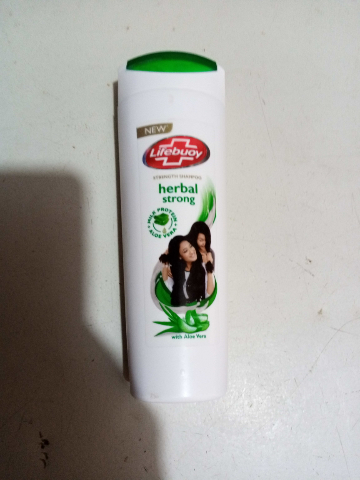 NEW
Lifebuoy
STRENGTH SHAMPOO
herbal
strong
MILK PROTEIN
+ ALOE VERA +
with Aloe Vera